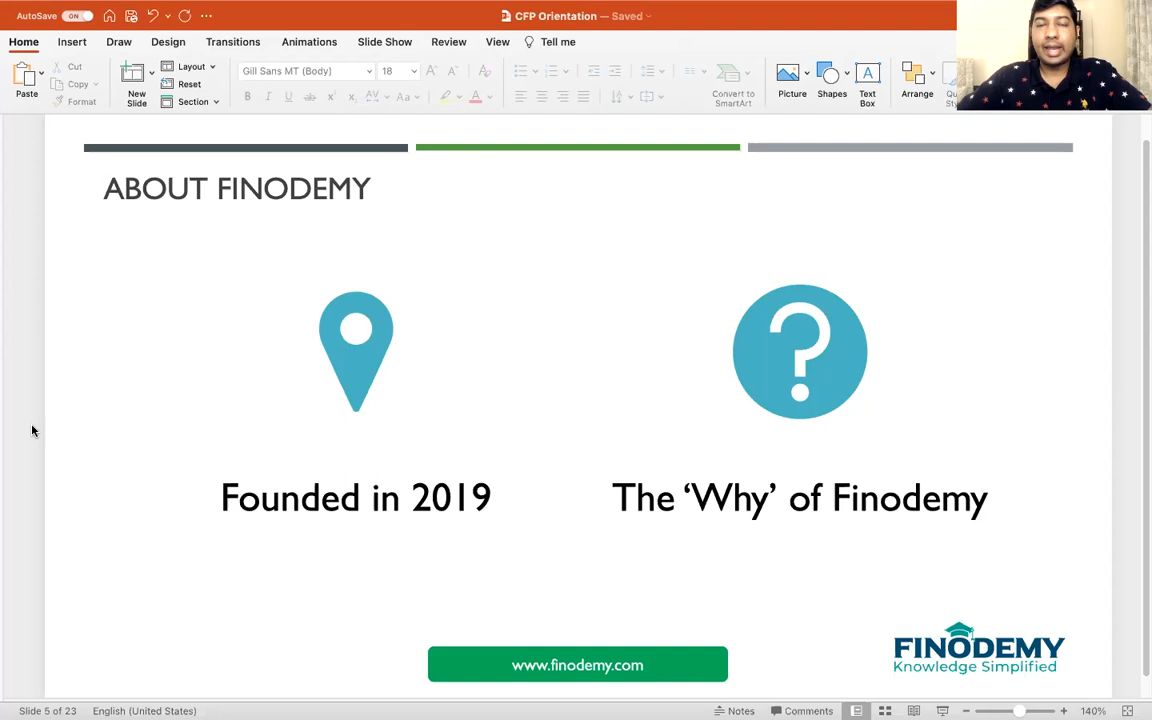 AutoSave ON
CFP Orientation — Saved
Home Insert Draw Design Transitions Animations Slide Show Review View Tell me
Paste
Cut
Copy
Format
New
Slide
Layout
Reset
Section
Gill Sans MT (Body) 18
Convert to
SmartArt
Picture
Shapes
Text
Box
Arrange
ABOUT FINODEMY
Founded in 2019
The ‘Why’ of Finodemy
www.finodemy.com
FINODEMY
Knowledge Simplified
Slide 5 of 23 English (United States) Notes Comments 140%